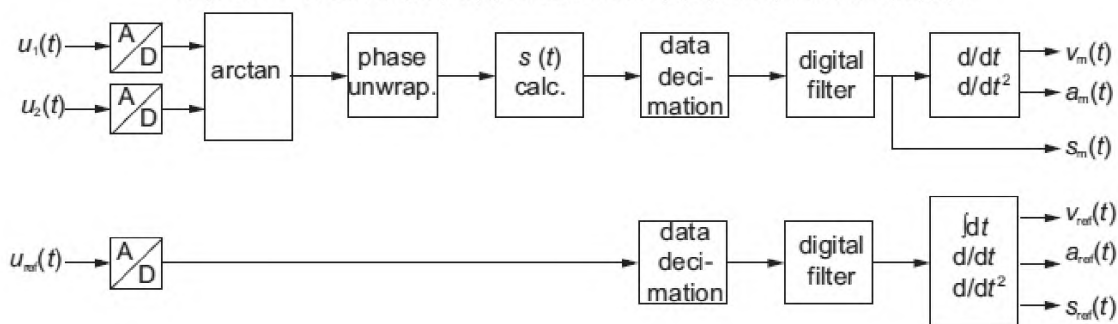 u₁(t)
A/D
u₂(t)
A/D
arctan
phase
unwrap.
s (t)
calc.
data
deci-
mation
digital
filter
d/dt
d/dt²
vₘ(t)
aₘ(t)
sₘ(t)
u_ref(t)
A/D
data
deci-
mation
digital
filter
∫dt
d/dt
d/dt²
v_ref(t)
a_ref(t)
s_ref(t)